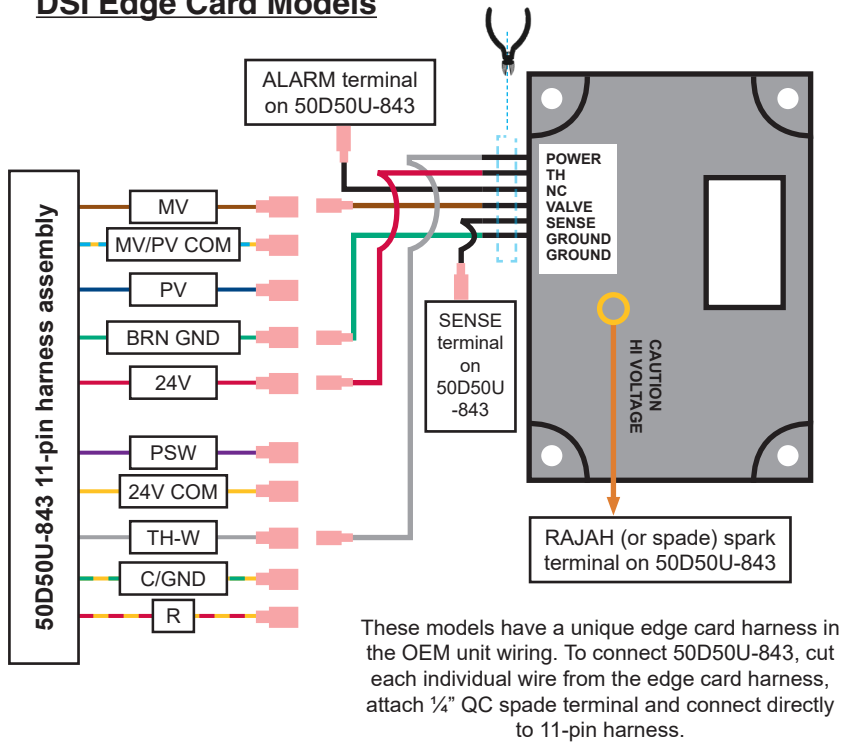 DSI Edge Card Models
ALARM terminal
on 50D50U-843
POWER
TH
NC
VALVE
SENSE
GROUND
GROUND
50D50U-843 11-pin harness assembly
MV
MV/PV COM
PV
BRN GND
24V
PSW
24V COM
TH-W
C/GND
R
SENSE
terminal
on
50D50U
-843
CAUTION
HI VOLTAGE
RAJAH (or spade) spark
terminal on 50D50U-843
These models have a unique edge card harness in
the OEM unit wiring. To connect 50D50U-843, cut
each individual wire from the edge card harness,
attach ¼” QC spade terminal and connect directly
to 11-pin harness.